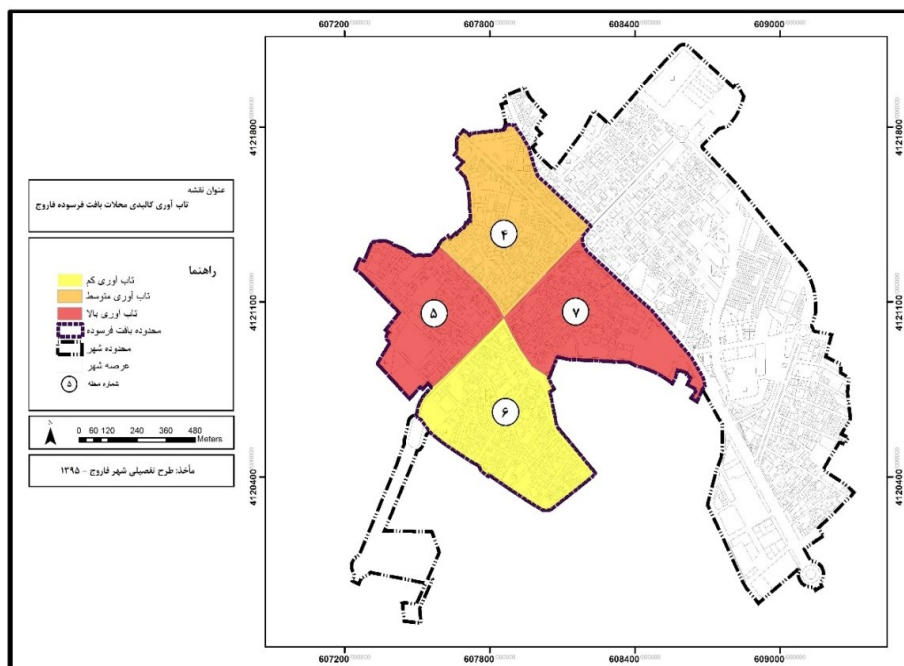 607200
607800
608400
609000
4121800
4121100
4120400
4121800
4121100
4120400
607200
607800
608400
609000
عنوان نقشه
تاب آوری کالبدی محلات بافت فرسوده فاروج
راهنما
تاب آوری کم
تاب آوری متوسط
تاب آوری بالا
محدوده بافت فرسوده
محدوده شهر
عرصه شهر
۵ شماره محله
0 60 120 240 360 480
Meters
مأخذ: طرح تفصیلی شهر فاروج - ۱۳۹۵
۴
۵
۷
۶